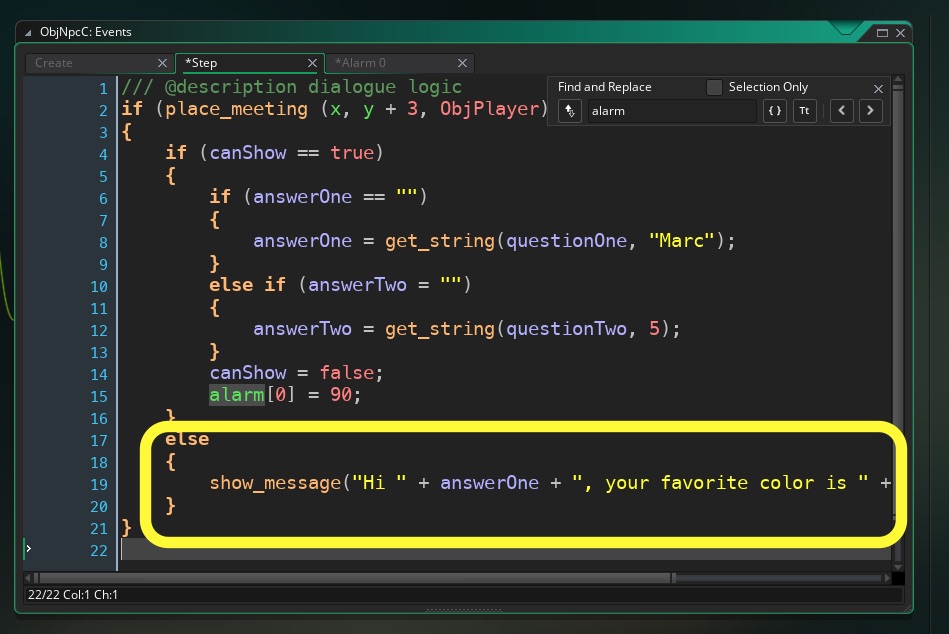 ObjNpcC: Events
Create
*Step
*Alarm 0
Find and Replace
Selection Only
alarm
{}
Tt
<
>
1 /// @description dialogue logic
2 if (place_meeting (x, y + 3, ObjPlayer)
3 {
4 if (canShow == true)
5 {
6 if (answerOne == "")
7 {
8 answerOne = get_string(questionOne, "Marc");
9 }
10 else if (answerTwo = "")
11 {
12 answerTwo = get_string(questionTwo, 5);
13 }
14 canShow = false;
15 alarm[0] = 90;
16 }
17 else
18 {
19 show_message("Hi " + answerOne + ", your favorite color is " +
20 }
21 }
22
22/22 Col:1 Ch:1